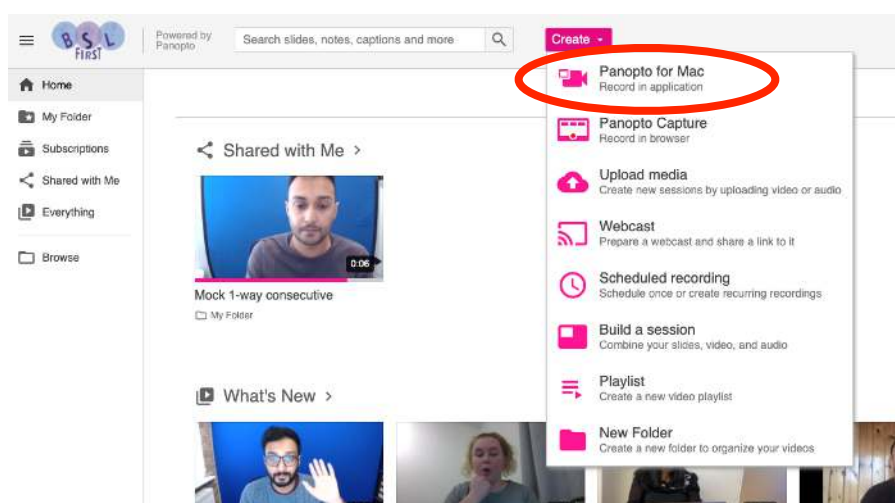 BSL
FIRST
Powered by
Panopto
Search slides, notes, captions and more
Create
Home
My Folder
Subscriptions
Shared with Me
Everything
Browse
Shared with Me >
0:06
Mock 1-way consecutive
My Folder
What's New >
Panopto for Mac
Record in application
Panopto Capture
Record in browser
Upload media
Create new sessions by uploading video or audio
Webcast
Prepare a webcast and share a link to it
Scheduled recording
Schedule once or create recurring recordings
Build a session
Combine your slides, video, and audio
Playlist
Create a new video playlist
New Folder
Create a new folder to organize your videos